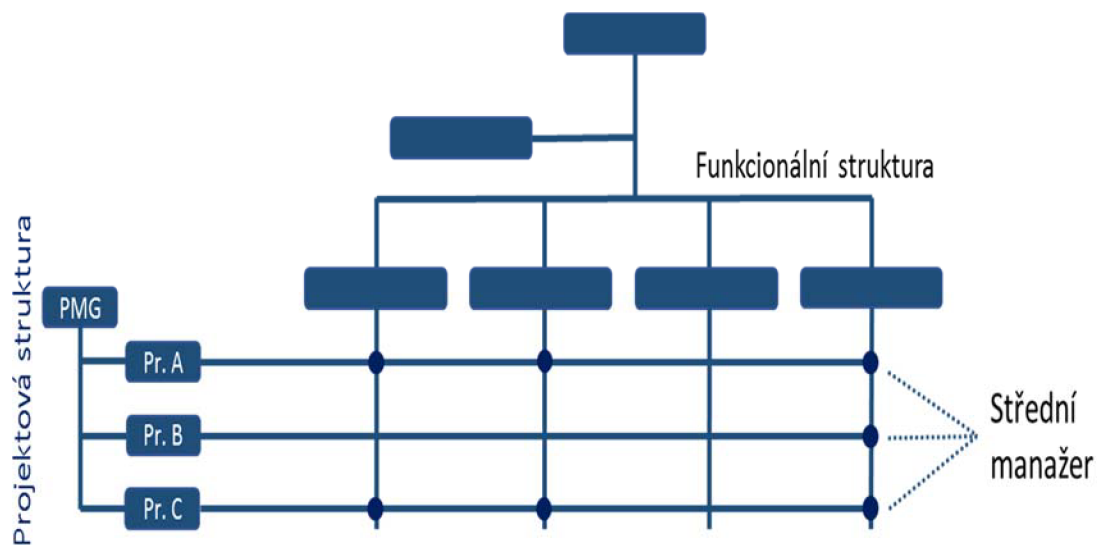 Funkcionální struktura
Projektová struktura
PMG
Pr. A
Pr. B
Pr. C
Střední
manažer